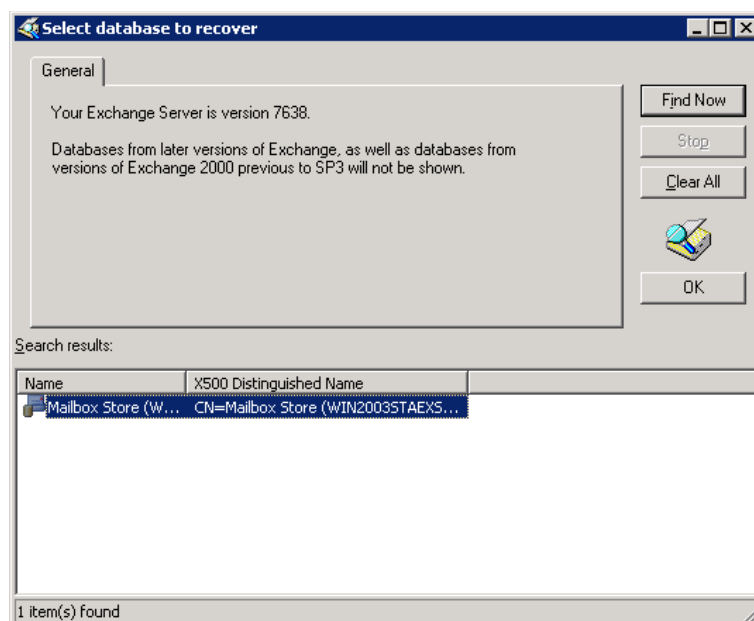 Select database to recover
General
Your Exchange Server is version 7638.
Databases from later versions of Exchange, as well as databases from
versions of Exchange 2000 previous to SP3 will not be shown.
Find Now
Stop
Clear All
OK
Search results:
Name X500 Distinguished Name
Mailbox Store (W... CN=Mailbox Store (WIN2003STAEXS...
1 item(s) found